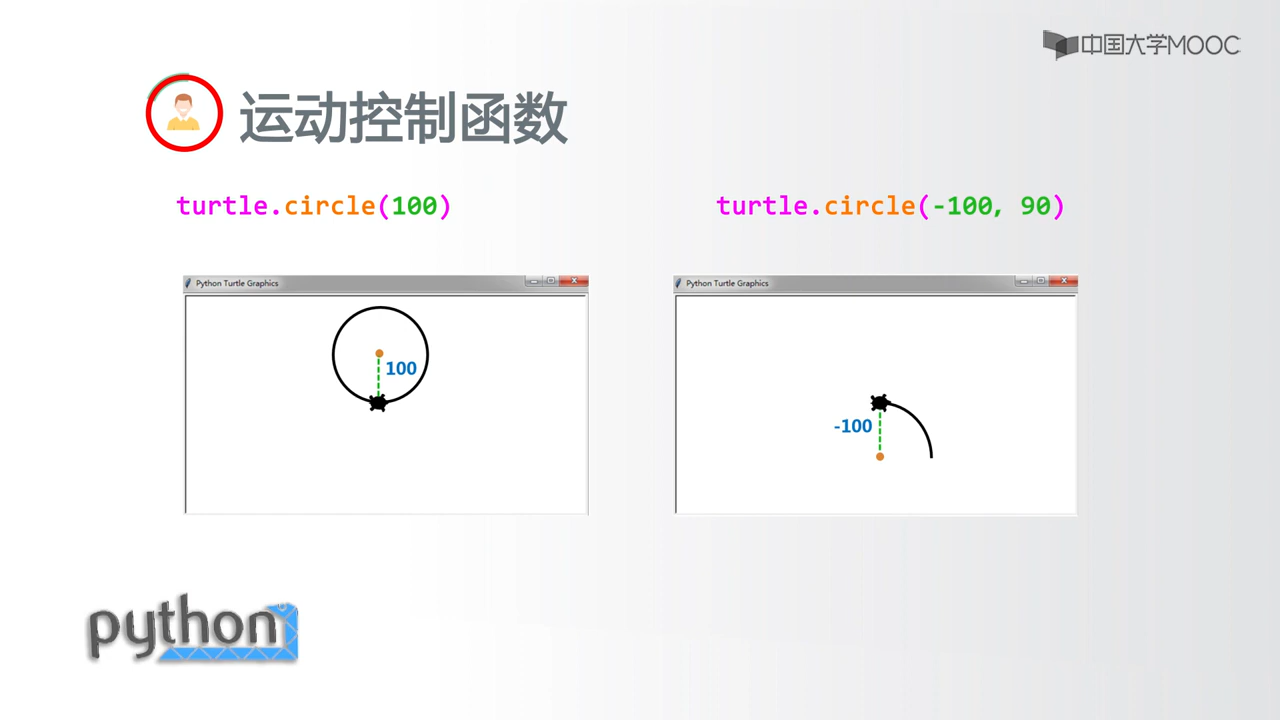 中国大学MOOC
运动控制函数
turtle.circle(100)
turtle.circle(-100, 90)
Python Turtle Graphics
100
Python Turtle Graphics
-100
python